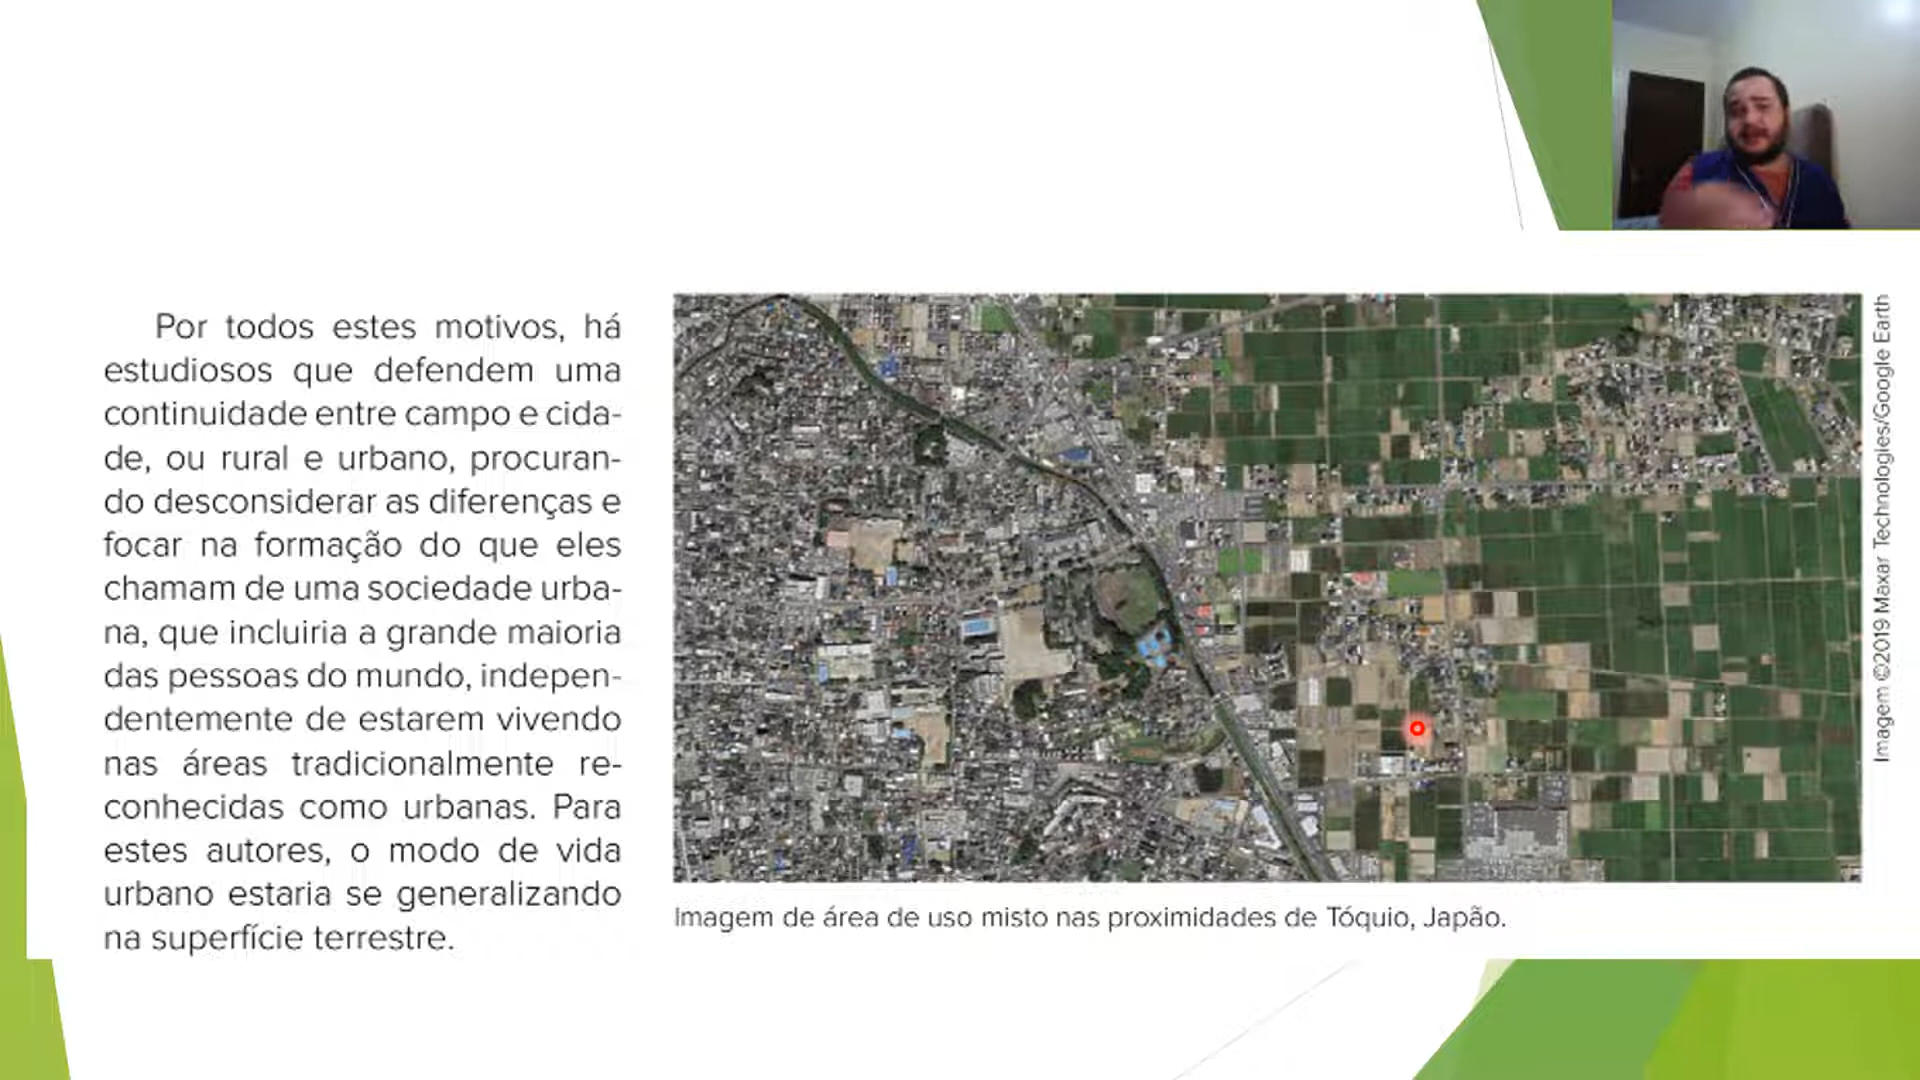 Por todos estes motivos, há
estudiosos que defendem uma
continuidade entre campo e cida-
de, ou rural e urbano, procuran-
do desconsiderar as diferenças e
focar na formação do que eles
chamam de uma sociedade urba-
na, que incluiria a grande maioria
das pessoas do mundo, indepen-
dentemente de estarem vivendo
nas áreas tradicionalmente re-
conhecidas como urbanas. Para
estes autores, o modo de vida
urbano estaria se generalizando
na superfície terrestre.
Imagem ©2019 Maxar Technologies/Google Earth
Imagem de área de uso misto nas proximidades de Tóquio, Japão.